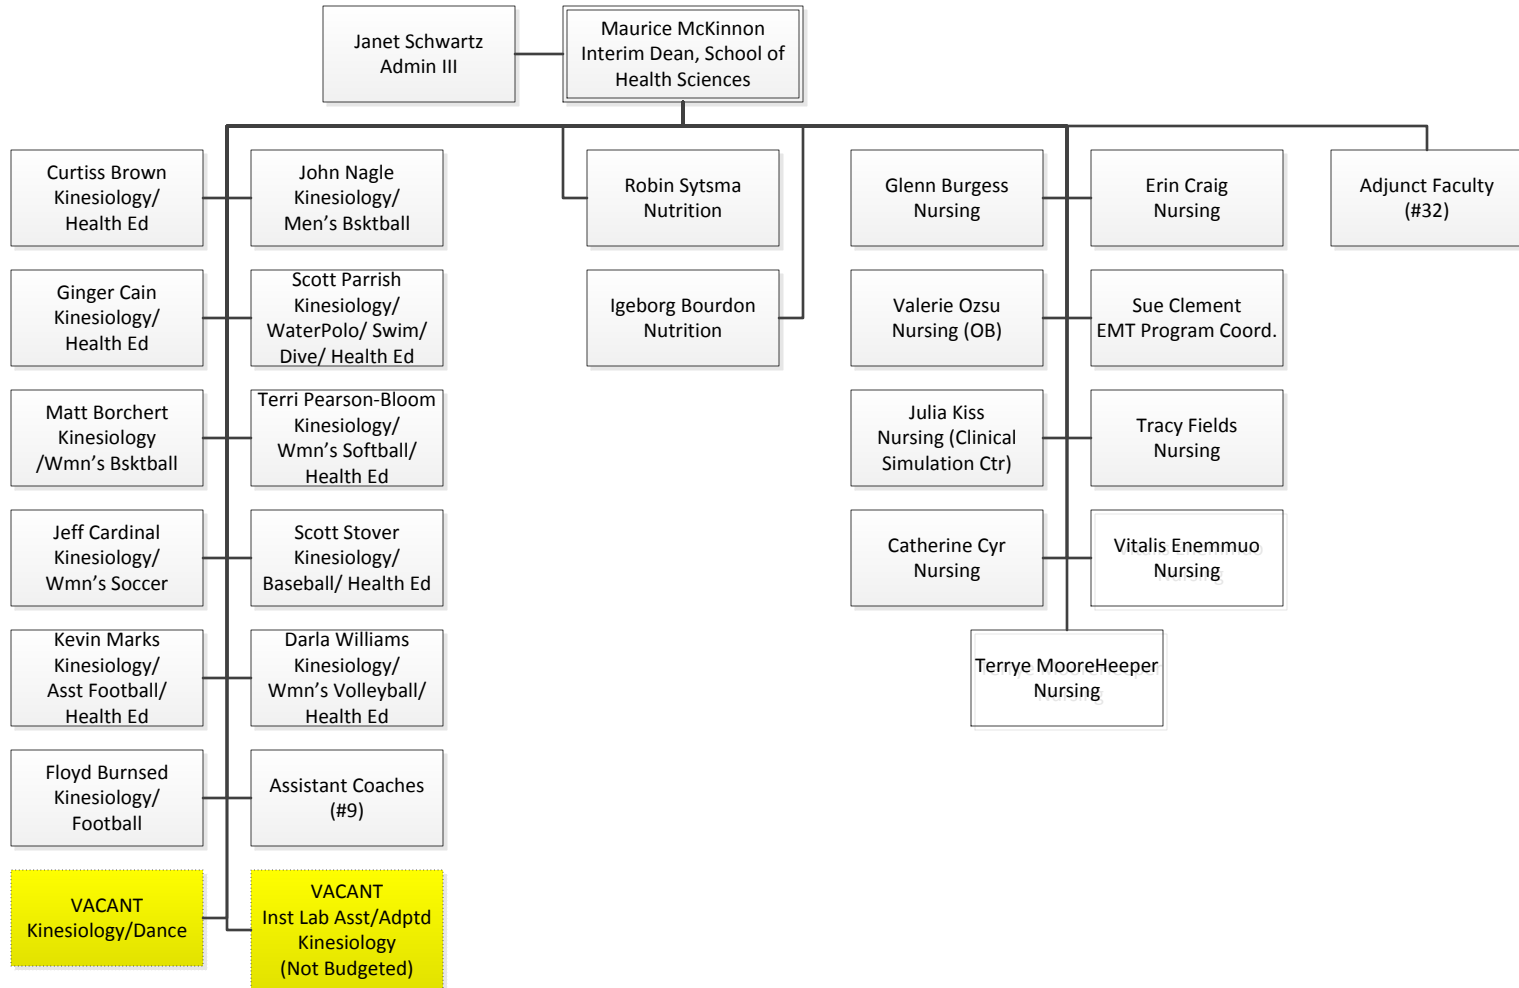 Janet Schwartz
Admin III
Maurice McKinnon
Interim Dean, School of
Health Sciences
Curtiss Brown
Kinesiology/
Health Ed
John Nagle
Kinesiology/
Men's Bsktball
Robin Sytsma
Nutrition
Glenn Burgess
Nursing
Erin Craig
Nursing
Adjunct Faculty
(#32)
Ginger Cain
Kinesiology/
Health Ed
Scott Parrish
Kinesiology/
WaterPolo/ Swim/
Dive/ Health Ed
Igeborg Bourdon
Nutrition
Valerie Ozsu
Nursing (OB)
Sue Clement
EMT Program Coord.
Matt Borchert
Kinesiology
/Wmn's Bsktball
Terri Pearson-Bloom
Kinesiology/
Wmn's Softball/
Health Ed
Julia Kiss
Nursing (Clinical
Simulation Ctr)
Tracy Fields
Nursing
Jeff Cardinal
Kinesiology/
Wmn's Soccer
Scott Stover
Kinesiology/
Baseball/ Health Ed
Catherine Cyr
Nursing
Vitalis Enemmuo
Nursing
Kevin Marks
Kinesiology/
Asst Football/
Health Ed
Darla Williams
Kinesiology/
Wmn's Volleyball/
Health Ed
Terrye MooreHeeper
Nursing
Floyd Burnsed
Kinesiology/
Football
Assistant Coaches
(#9)
VACANT
Kinesiology/Dance
VACANT
Inst Lab Asst/Adptd
Kinesiology
(Not Budgeted)